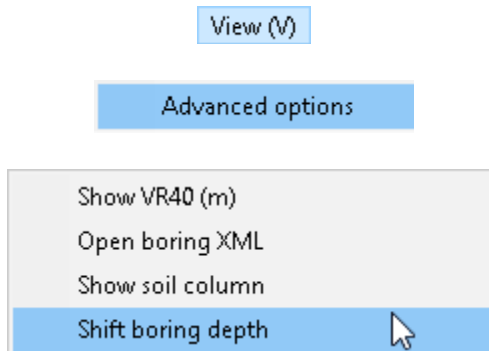 View (V)
Advanced options
Show VR40 (m)
Open boring XML
Show soil column
Shift boring depth